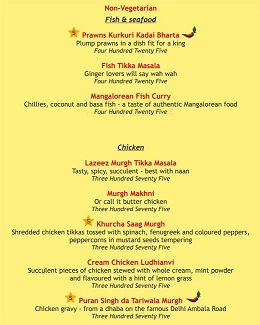 Non-Vegetarian
Fish & seafood
Prawns Kurkuri Kadai Bharta
Plump prawns in a dish fit for a king
Four Hundred Twenty Five
Fish Tikka Masala
Ginger lovers will say wah wah
Four Hundred Twenty Five
Mangalorean Fish Curry
Chillies, coconut and basa fish - a taste of authentic Mangalorean food
Four Hundred Twenty Five
Chicken
Lazeez Murgh Tikka Masala
Tasty, spicy, succulent - best with naan
Three Hundred Seventy Five
Murgh Makhni
Or call it butter chicken
Three Hundred Seventy Five
Khurcha Saag Murgh
Shredded chicken tikkas tossed with spinach, fenugreek and coloured peppers,
peppercorns in mustard seeds tempering
Three Hundred Seventy Five
Cream Chicken Ludhianvi
Succulent pieces of chicken stewed with whole cream, mint powder
and flavoured with a hint of lemon grass
Three Hundred Seventy Five
Puran Singh da Tariwala Murgh
Chicken gravy - from a dhaba on the famous Delhi Ambala Road
Three Hundred Seventy Five